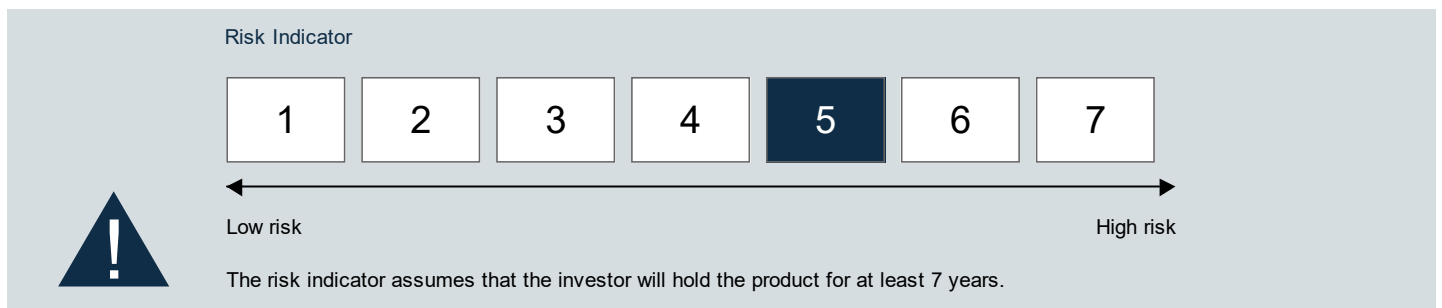 Risk Indicator
1 2 3 4 5 6 7
Low risk High risk
!
The risk indicator assumes that the investor will hold the product for at least 7 years.